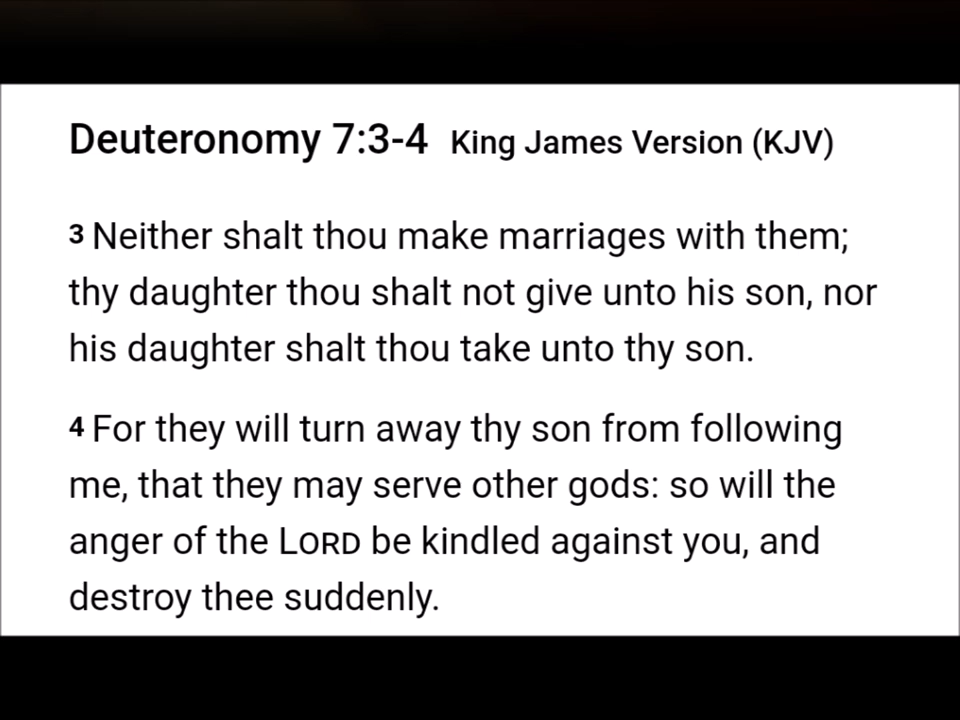 Deuteronomy 7:3-4 King James Version (KJV)
3 Neither shalt thou make marriages with them;
thy daughter thou shalt not give unto his son, nor
his daughter shalt thou take unto thy son.
4 For they will turn away thy son from following
me, that they may serve other gods: so will the
anger of the LORD be kindled against you, and
destroy thee suddenly.